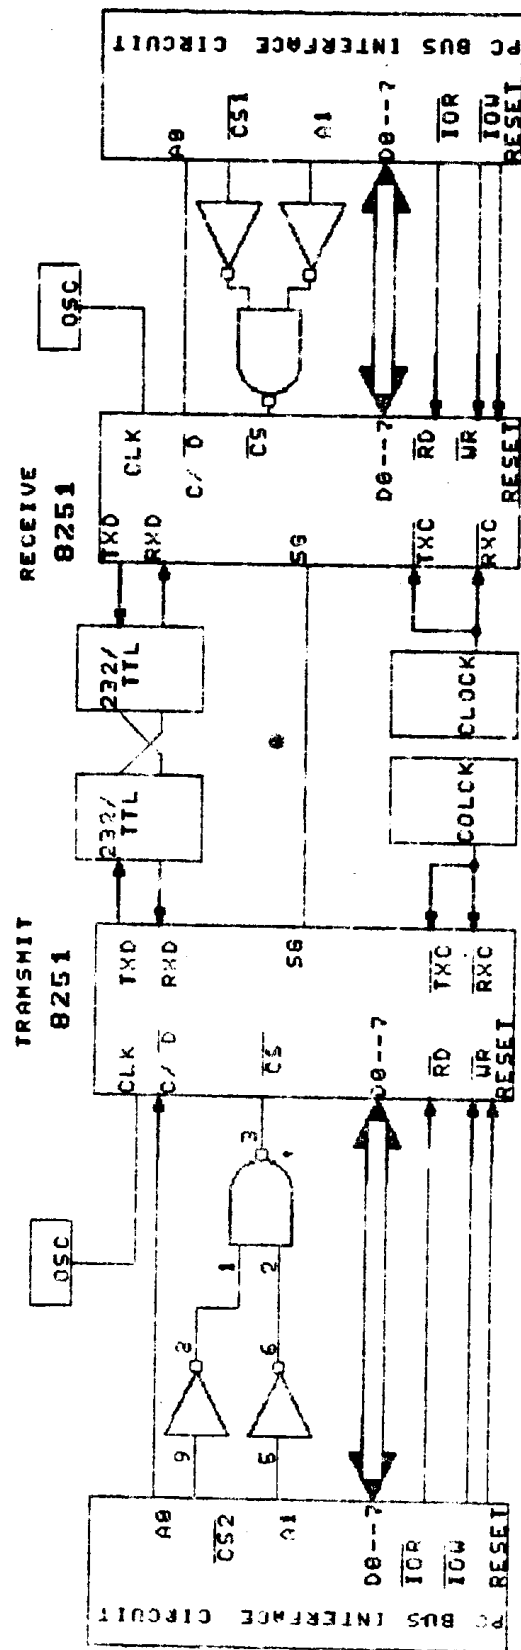 TRANSMIT
8251
RECEIVE
8251
PC BUS INTERFACE CIRCUIT
A0
CS2
A1
D0--7
IOR
IOW
RESET
9
2
5
6
1
2
3
OSC
CLK
C/D
CS
D0--7
RD
WR
RESET
TXD
RXD
SG
TXC
RXC
232/
TTL
232/
TTL
COLCK
CLOCK
TXD
RXD
SG
TXC
RXC
CLK
C/D
CS
D0--7
RD
WR
RESET
OSC
A0
CS1
A1
D0--7
IOR
IOW
RESET
PC BUS INTERFACE CIRCUIT